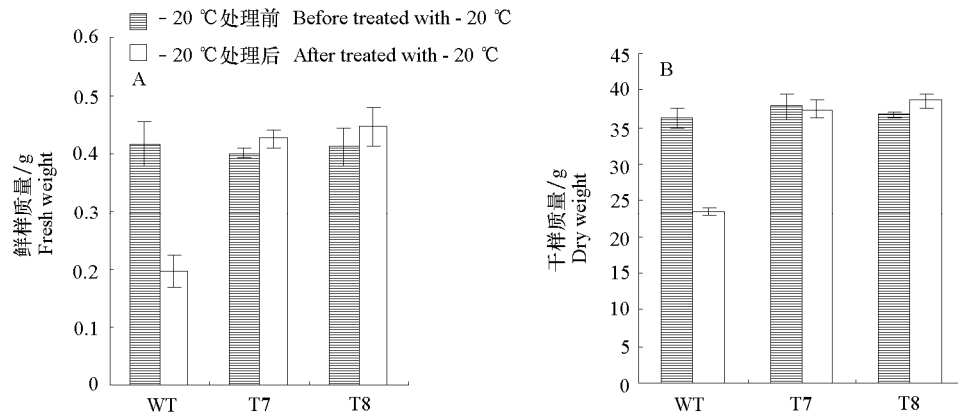 - 20 ℃处理前 Before treated with - 20 ℃
- 20 ℃处理后 After treated with - 20 ℃
A
0.6
0.5
0.4
0.3
0.2
0.1
0
鲜样质量/g
Fresh weight
WT T7 T8
B
40
35
30
25
20
15
10
5
0
干样质量/g
Dry weight
WT T7 T8